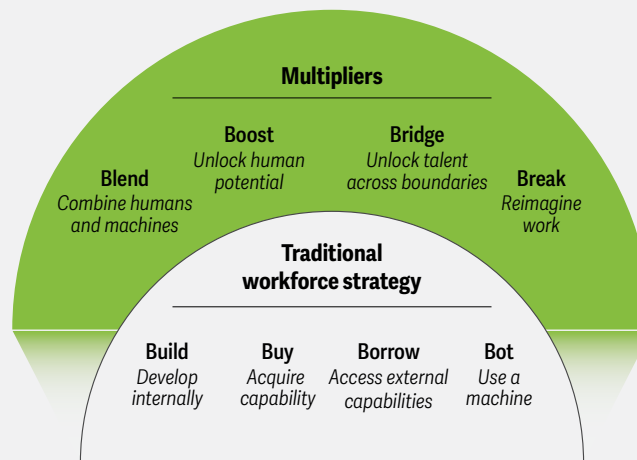 Multipliers
Boost
Unlock human
potential
Bridge
Unlock talent
across boundaries
Blend
Combine humans
and machines
Break
Reimagine
work
Traditional
workforce strategy
Build
Develop
internally
Buy
Acquire
capability
Borrow
Access external
capabilities
Bot
Use a
machine